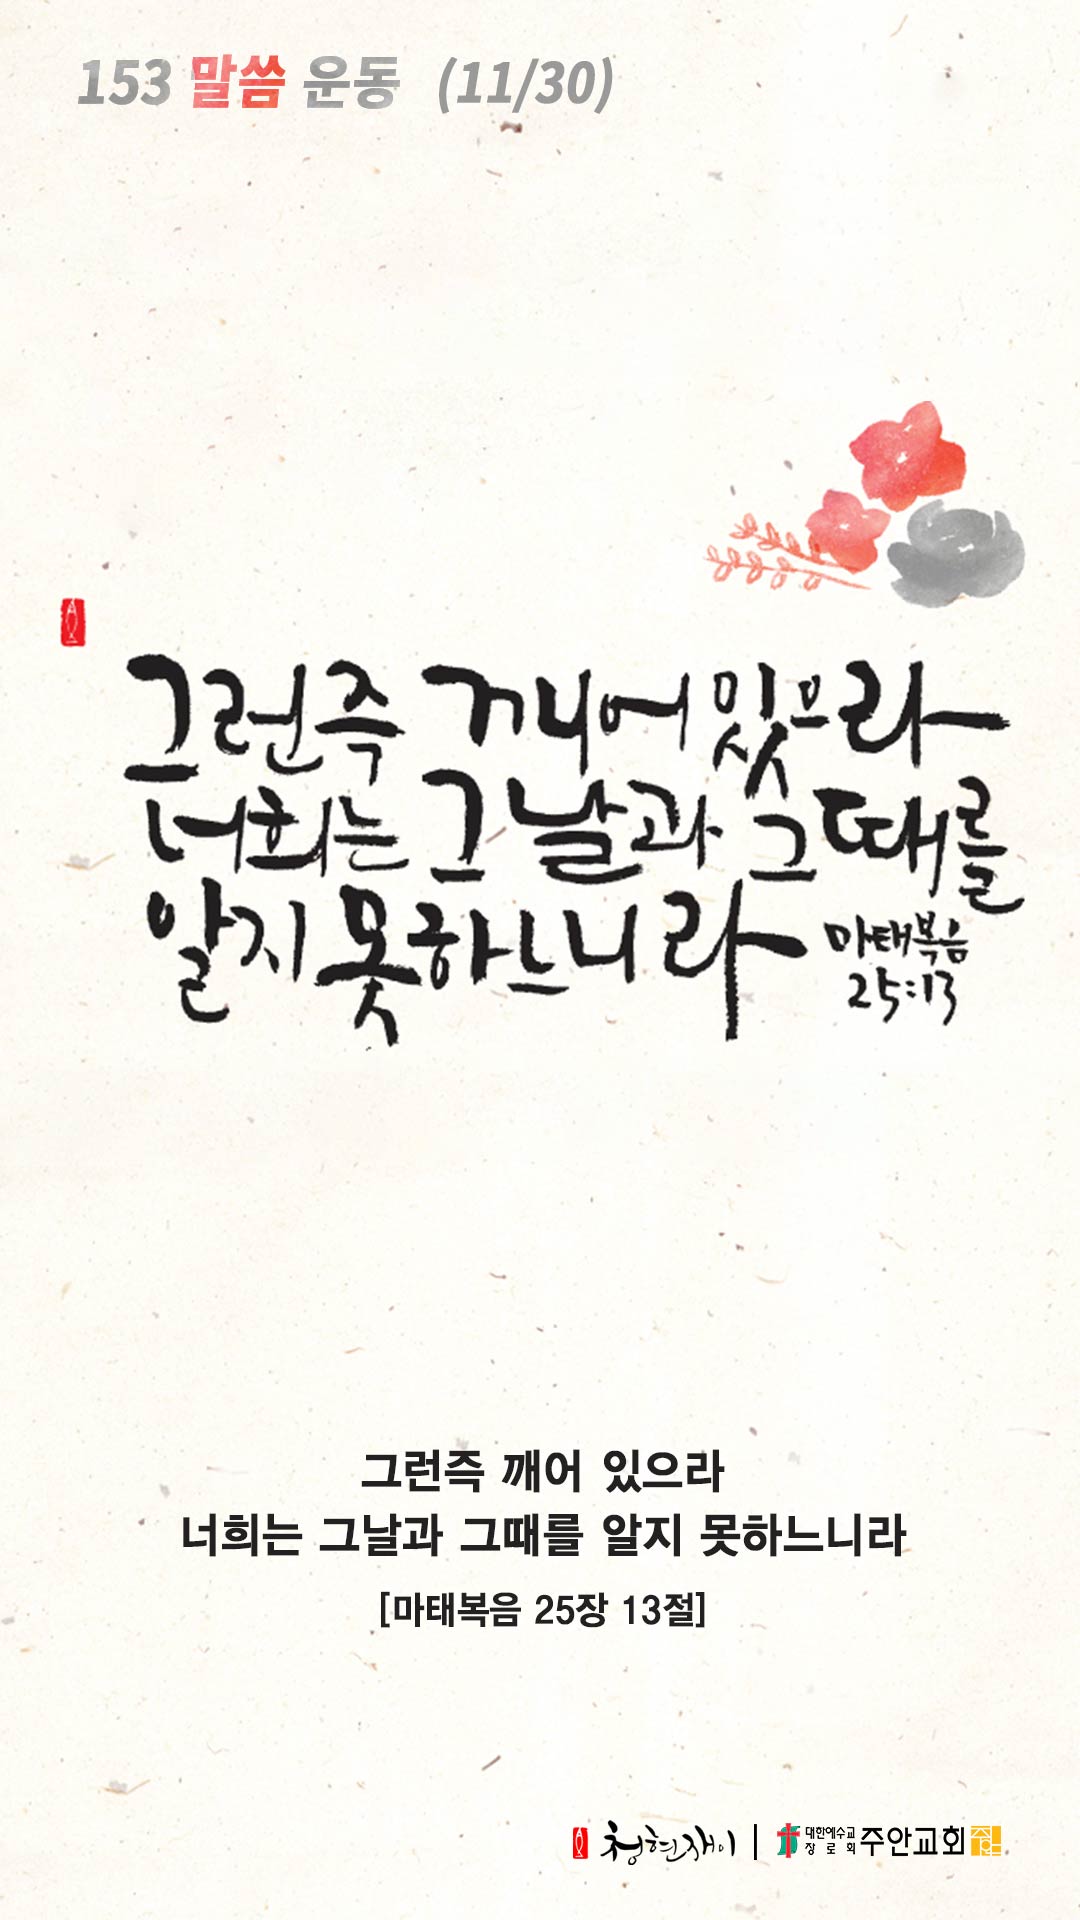 153 말씀 운동 (11/30)
그런즉 깨어 있으라
너희는 그 날과 그 때를
알지 못하느니라
마태복음
25:13
그런즉 깨어 있으라
너희는 그날과 그때를 알지 못하느니라
[마태복음 25장 13절]
청현재이 | 대한예수교
장로회 주안교회